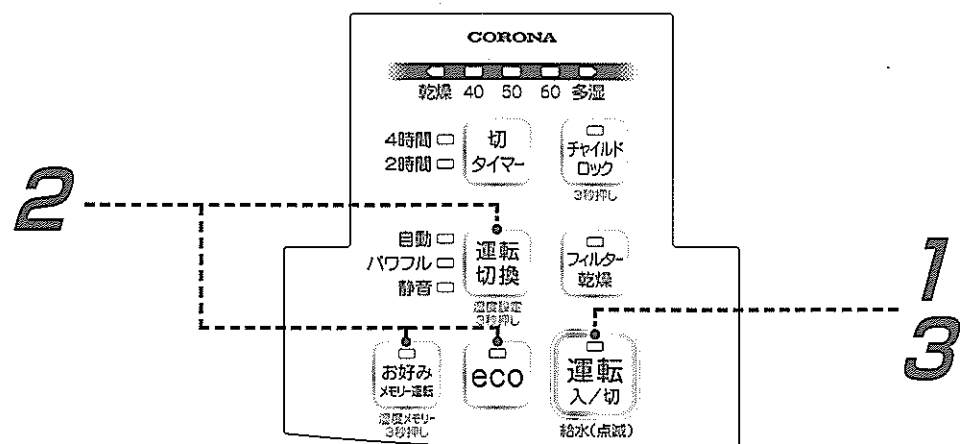 CORONA
乾燥 40 50 60 多湿
4時間
2時間
切
タイマー
チャイルド
ロック
3秒押し
2
自動
パワフル
静音
運転
切換
湿度設定
3秒押し
フィルター
乾燥
1
3
お好み
メモリー運転
湿度メモリー
3秒押し
eco
運転
入/切
給水(点滅)